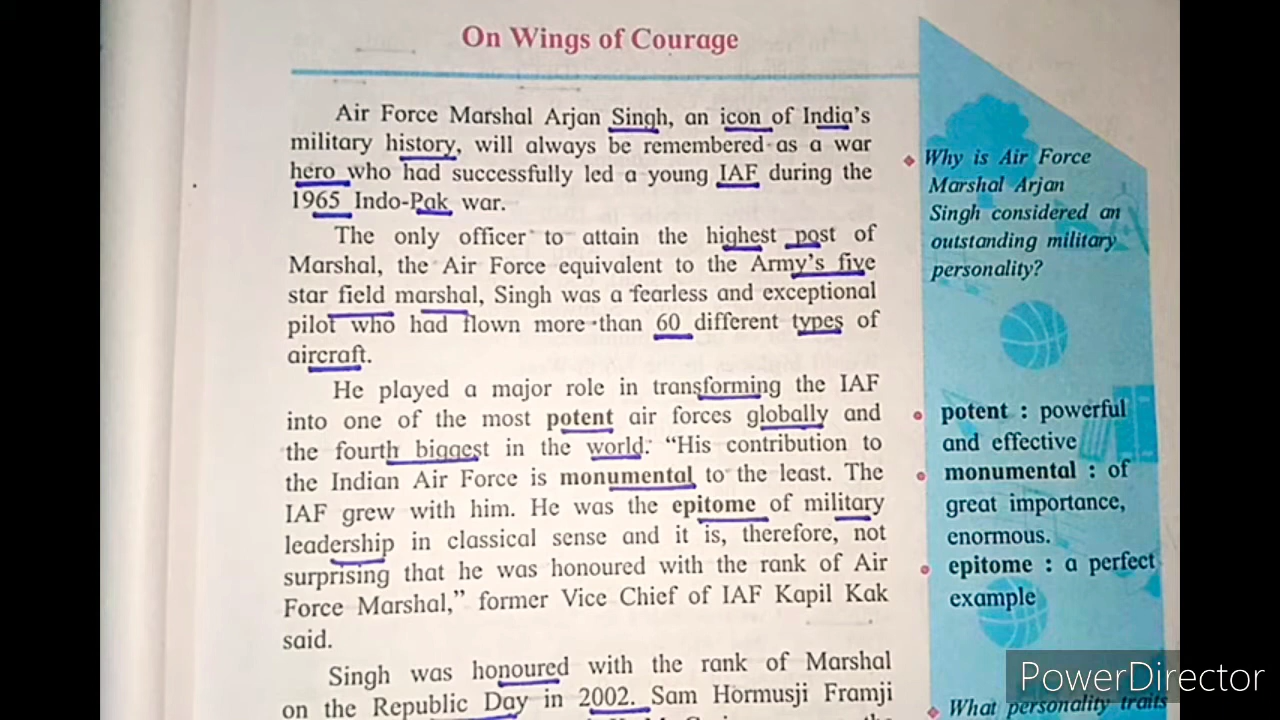 On Wings of Courage
Air Force Marshal Arjan Singh, an icon of India's
military history, will always be remembered as a war
hero who had successfully led a young IAF during the
1965 Indo-Pak war.
The only officer to attain the highest post of
Marshal, the Air Force equivalent to the Army's five
star field marshal, Singh was a fearless and exceptional
pilot who had flown more than 60 different types of
aircraft.
He played a major role in transforming the IAF
into one of the most potent air forces globally and
the fourth biggest in the world. "His contribution to
the Indian Air Force is monumental to the least. The
IAF grew with him. He was the epitome of military
leadership in classical sense and it is, therefore, not
surprising that he was honoured with the rank of Air
Force Marshal," former Vice Chief of IAF Kapil Kak
said.
Singh was honoured with the rank of Marshal
on the Republic Day in 2002. Sam Hormusji Framji
Why is Air Force
Marshal Arjan
Singh considered an
outstanding military
personality?
potent : powerful
and effective
monumental : of
great importance,
enormous.
epitome : a perfect
example
What personality traits
PowerDirector